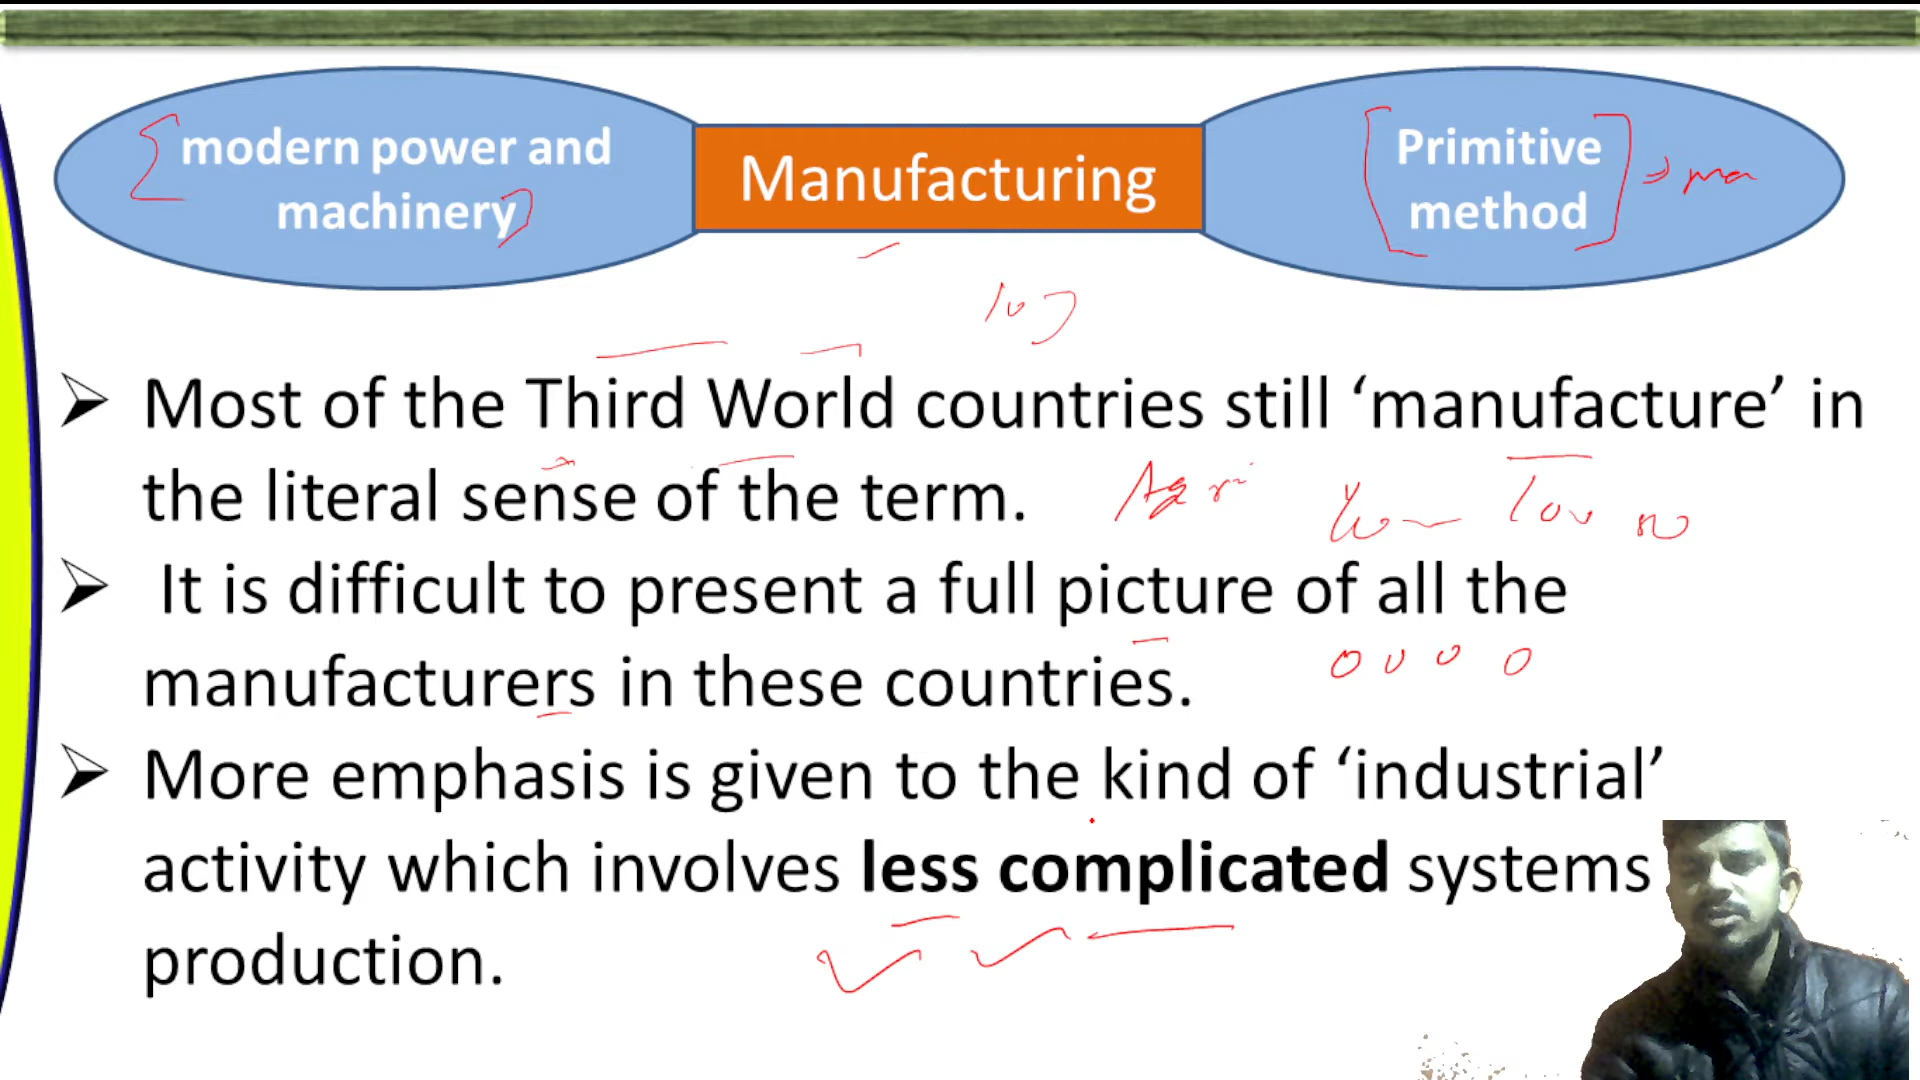 modern power and
machinery
Manufacturing
Primitive
method
Most of the Third World countries still ‘manufacture’ in
the literal sense of the term.
It is difficult to present a full picture of all the
manufacturers in these countries.
More emphasis is given to the kind of ‘industrial’
activity which involves less complicated systems
production.